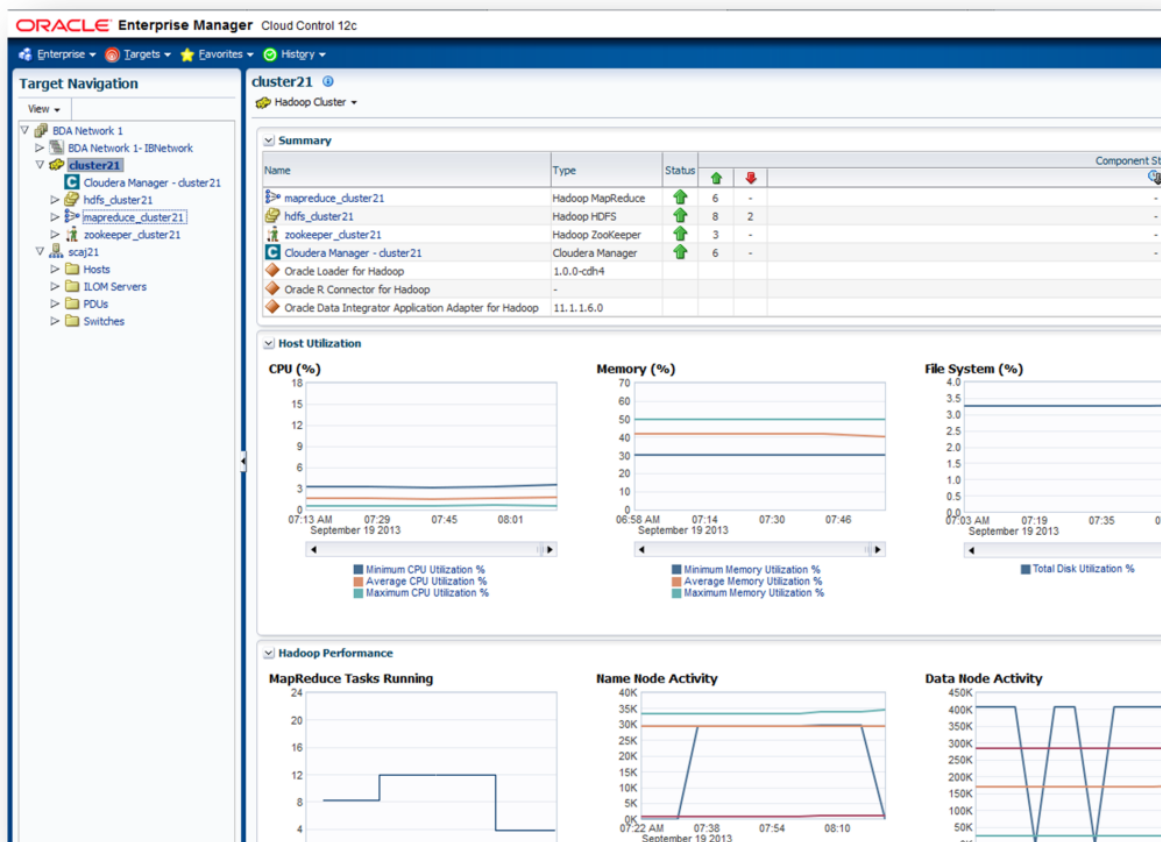 ORACLE Enterprise Manager Cloud Control 12c
Enterprise Targets Favorites History
Target Navigation
View
BDA Network 1
BDA Network 1- IBNetwork
cluster21
Cloudera Manager - cluster21
hdfs_cluster21
mapreduce_cluster21
zookeeper_cluster21
scaj21
Hosts
ILOM Servers
PDUs
Switches
cluster21
Hadoop Cluster
Summary
Name Type Status Component St
mapreduce_cluster21 Hadoop MapReduce 6 - -
hdfs_cluster21 Hadoop HDFS 8 2 -
zookeeper_cluster21 Hadoop ZooKeeper 3 - -
Cloudera Manager - cluster21 Cloudera Manager 6 - -
Oracle Loader for Hadoop 1.0.0-cdh4
Oracle R Connector for Hadoop -
Oracle Data Integrator Application Adapter for Hadoop 11.1.1.6.0
Host Utilization
CPU (%)
18
15
12
9
6
3
0
07:13 AM 07:29 07:45 08:01
September 19 2013
Minimum CPU Utilization %
Average CPU Utilization %
Maximum CPU Utilization %
Memory (%)
70
60
50
40
30
20
10
0
06:58 AM 07:14 07:30 07:46
September 19 2013
Minimum Memory Utilization %
Average Memory Utilization %
Maximum Memory Utilization %
File System (%)
4.0
3.5
3.0
2.5
2.0
1.5
1.0
0.5
0.0
07:03 AM 07:19 07:35 0
September 19 2013
Total Disk Utilization %
Hadoop Performance
MapReduce Tasks Running
24
20
16
12
8
4
Name Node Activity
40K
35K
30K
25K
20K
15K
10K
5K
0K
07:22 AM 07:38 07:54 08:10
September 19 2013
Data Node Activity
450K
400K
350K
300K
250K
200K
150K
100K
50K
0K